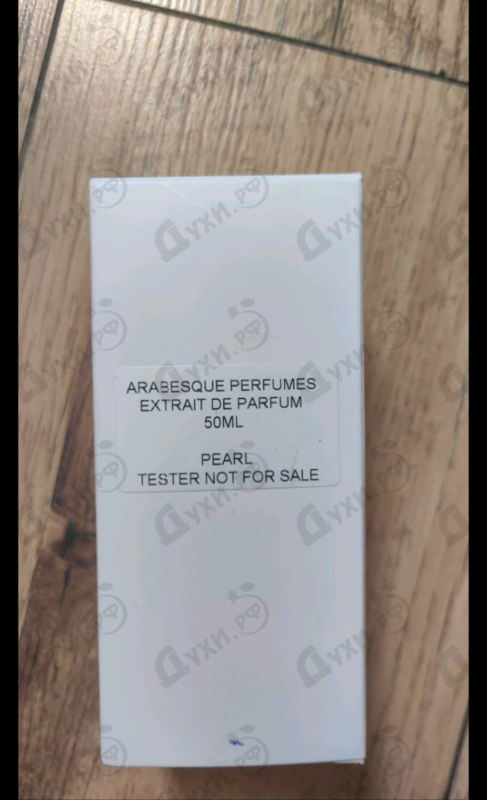 ARABESQUE PERFUMES
EXTRAIT DE PARFUM
50ML
PEARL
TESTER NOT FOR SALE
Духи.рф